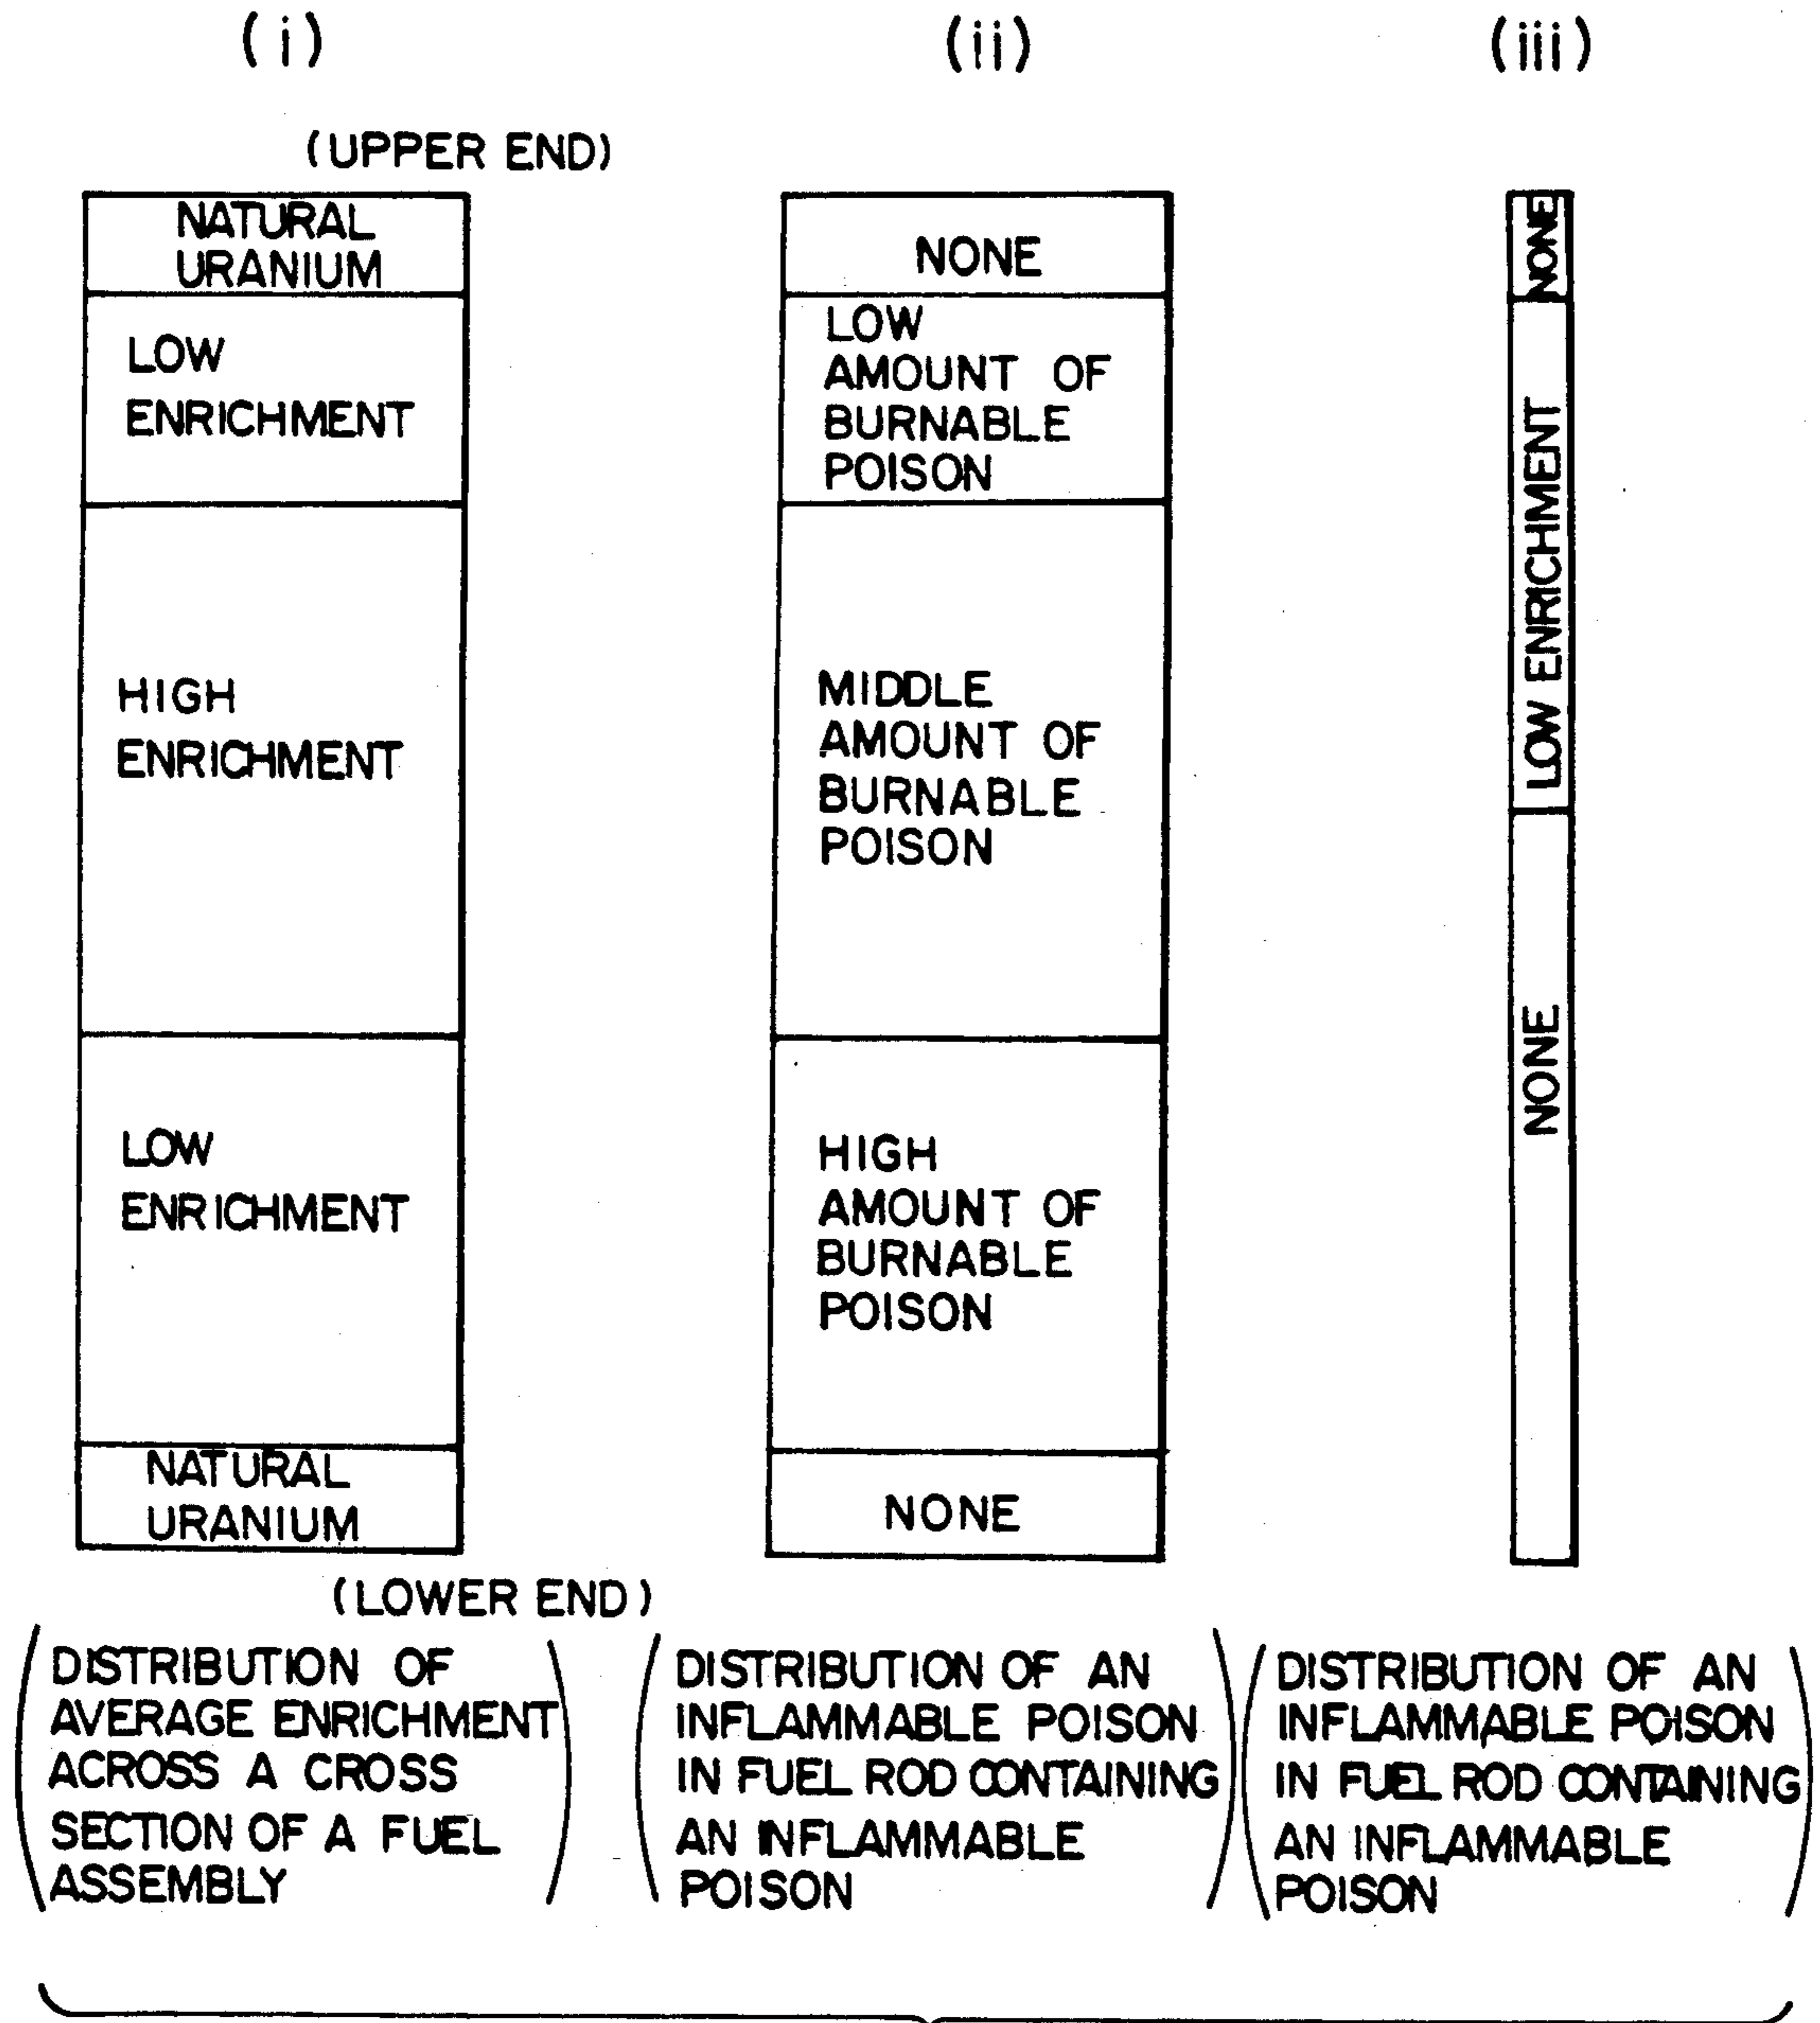 (i)
(ii)
(iii)
(UPPER END)
NATURAL
URANIUM
LOW
ENRICHMENT
HIGH
ENRICHMENT
LOW
ENRICHMENT
NATURAL
URANIUM
NONE
LOW
AMOUNT OF
BURNABLE
POISON
MIDDLE
AMOUNT OF
BURNABLE
POISON
HIGH
AMOUNT OF
BURNABLE
POISON
NONE
NONE
LOW ENRICHMENT
NONE
(LOWER END)
(DISTRIBUTION OF
AVERAGE ENRICHMENT
ACROSS A CROSS
SECTION OF A FUEL
ASSEMBLY)
(DISTRIBUTION OF AN
INFLAMMABLE POISON
IN FUEL ROD CONTAINING
AN INFLAMMABLE
POISON)
(DISTRIBUTION OF AN
INFLAMMABLE POISON
IN FUEL ROD CONTAINING
AN INFLAMMABLE
POISON)